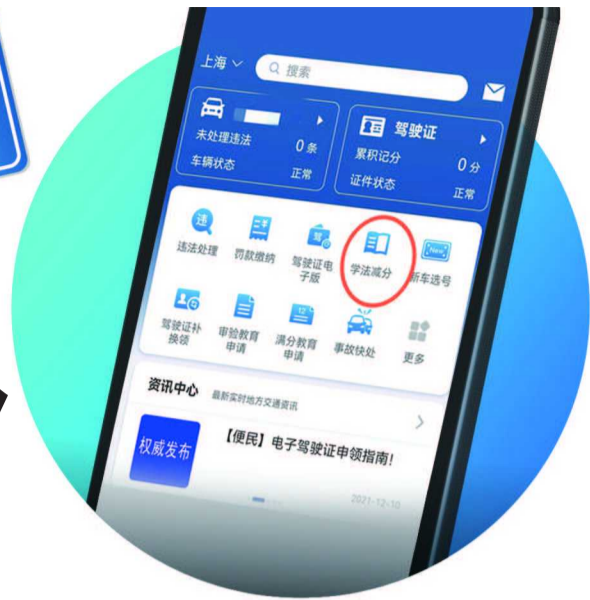 上海
搜索
未处理违法 0 条
车辆状态 正常
驾驶证
累积记分 0 分
证件状态 正常
违
违法处理
罚款缴纳
驾
驾驶证电
子版
学法减分
New
新车选号
驾驶证补
换领
审验教育
申请
12
满分教育
申请
事故快处
更多
资讯中心 最新实时地方交通资讯
权威发布
【便民】电子驾驶证申领指南!
2021-12-10